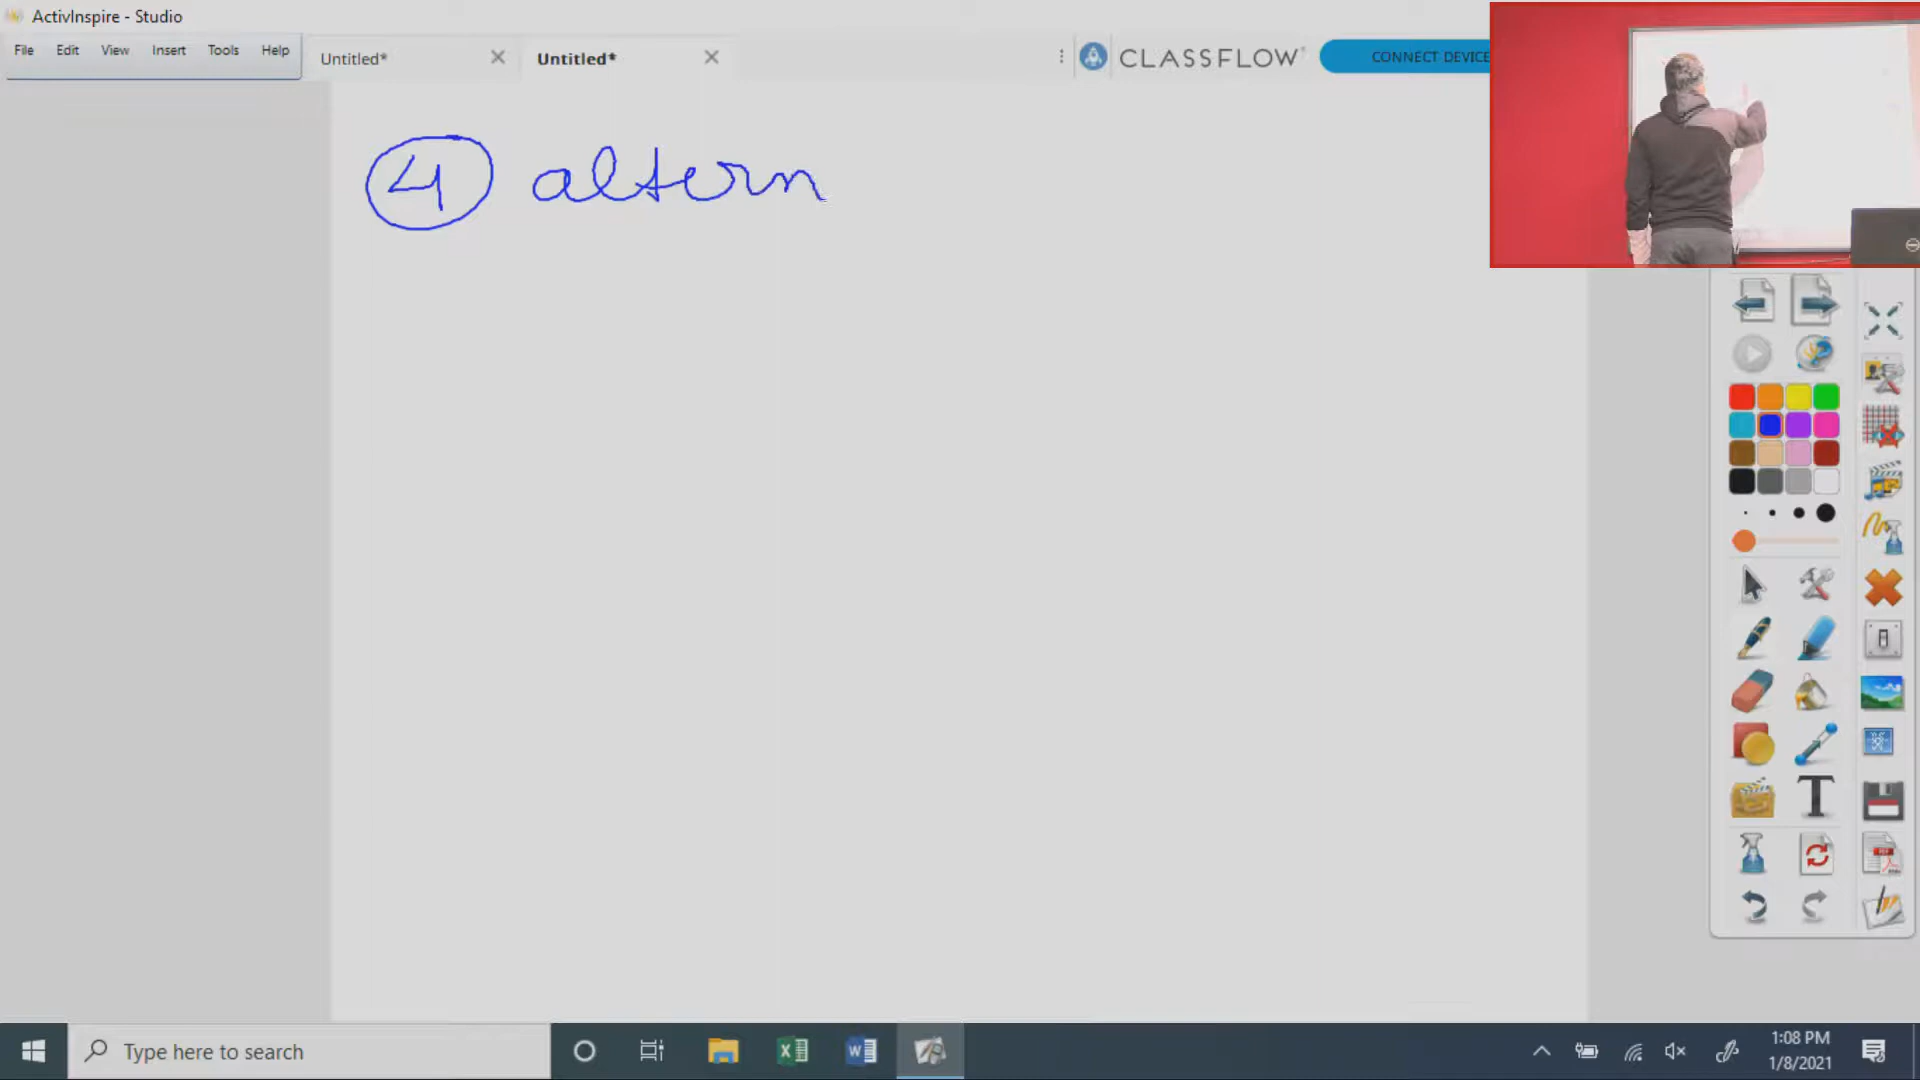 ActivInspire - Studio
File Edit View Insert Tools Help
Untitled* Untitled*
CLASSFLOW
CONNECT DEVICE
4 altern
T
Type here to search
1:08 PM
1/8/2021